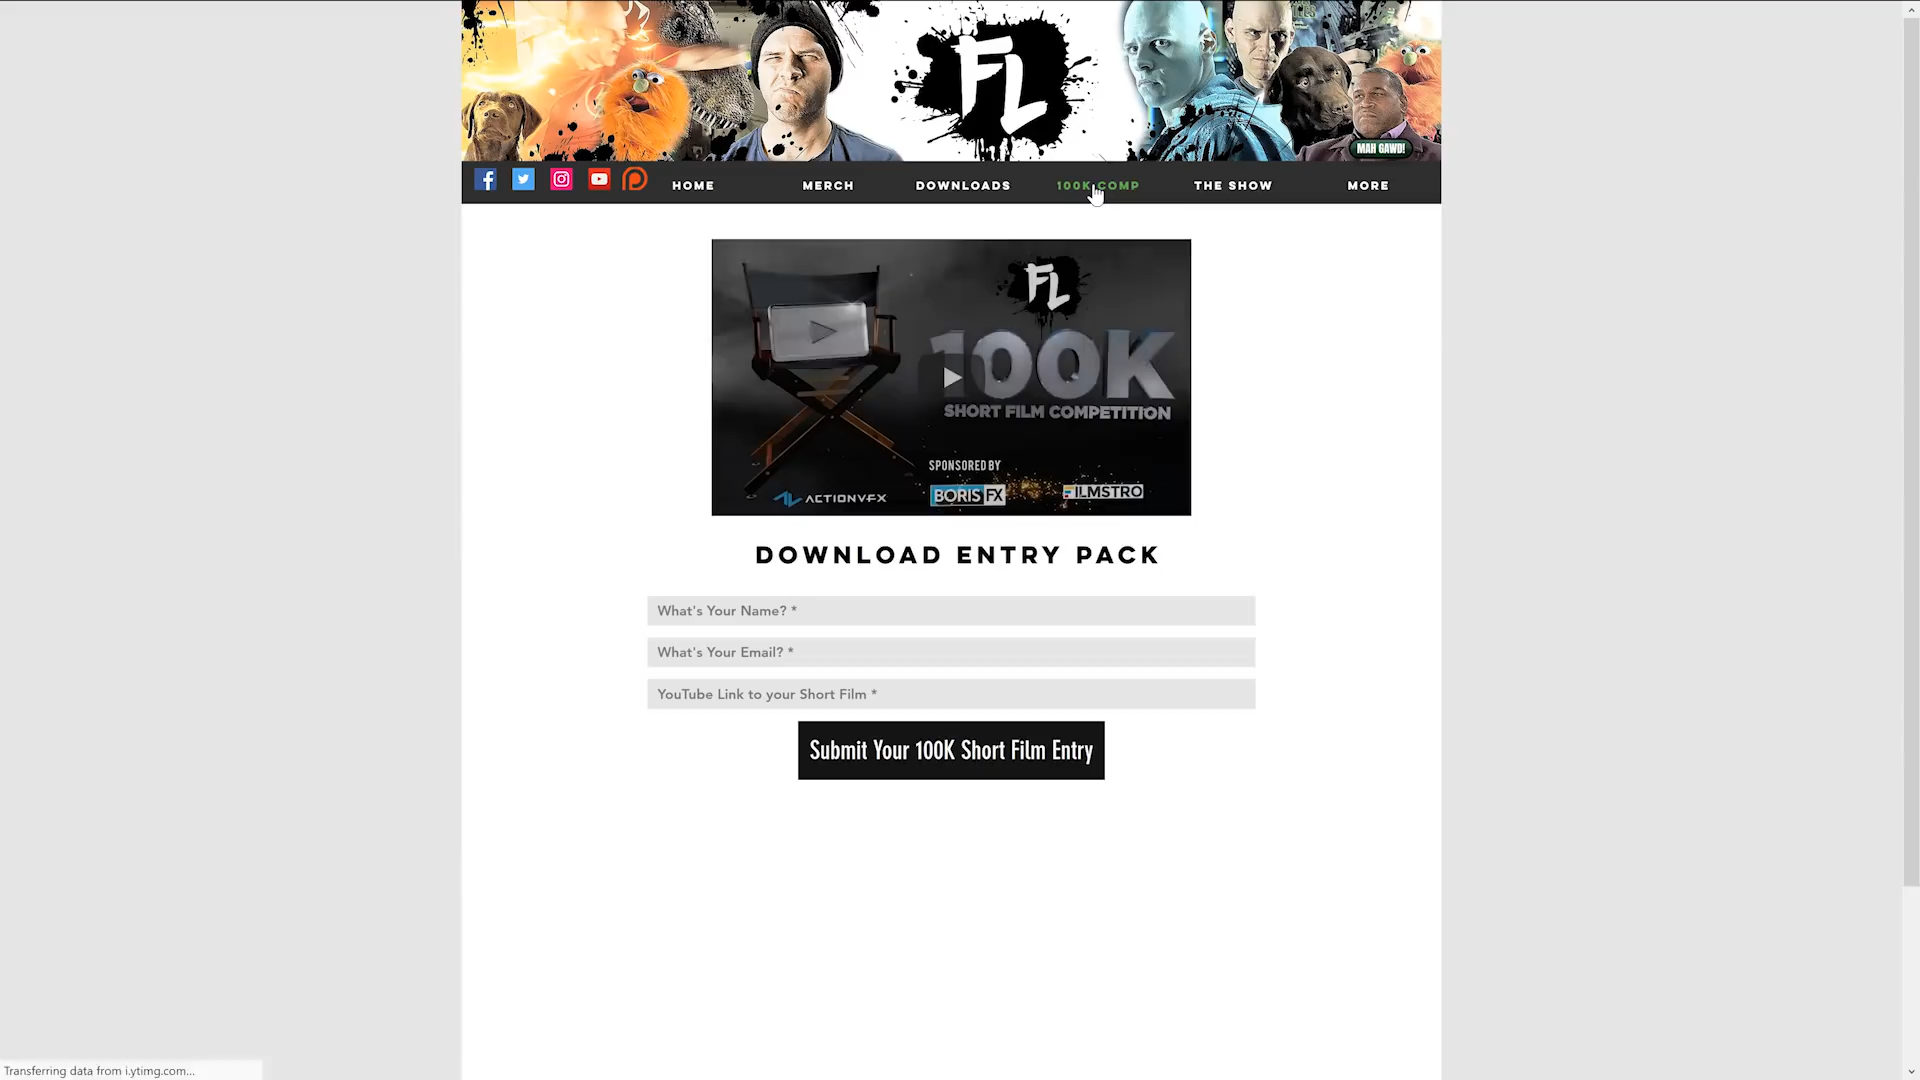 FL
MAH GAWD!
HOME MERCH DOWNLOADS 100K COMP THE SHOW MORE
FL
100K
SHORT FILM COMPETITION
SPONSORED BY
ACTIONVFX BORIS FX FILMSTRO
DOWNLOAD ENTRY PACK
What's Your Name? *
What's Your Email? *
YouTube Link to your Short Film *
Submit Your 100K Short Film Entry
Transferring data from i.ytimg.com...